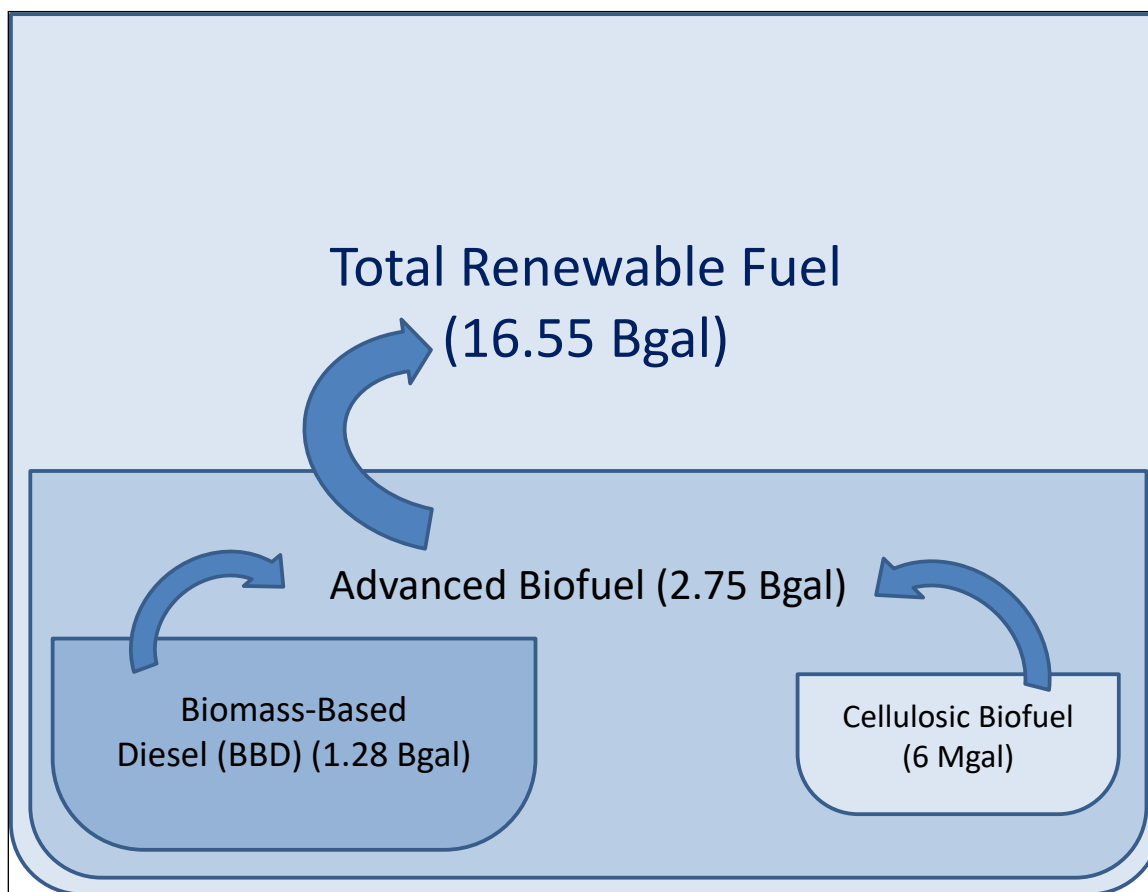 Total Renewable Fuel
(16.55 Bgal)
Advanced Biofuel (2.75 Bgal)
Biomass-Based
Diesel (BBD) (1.28 Bgal)
Cellulosic Biofuel
(6 Mgal)